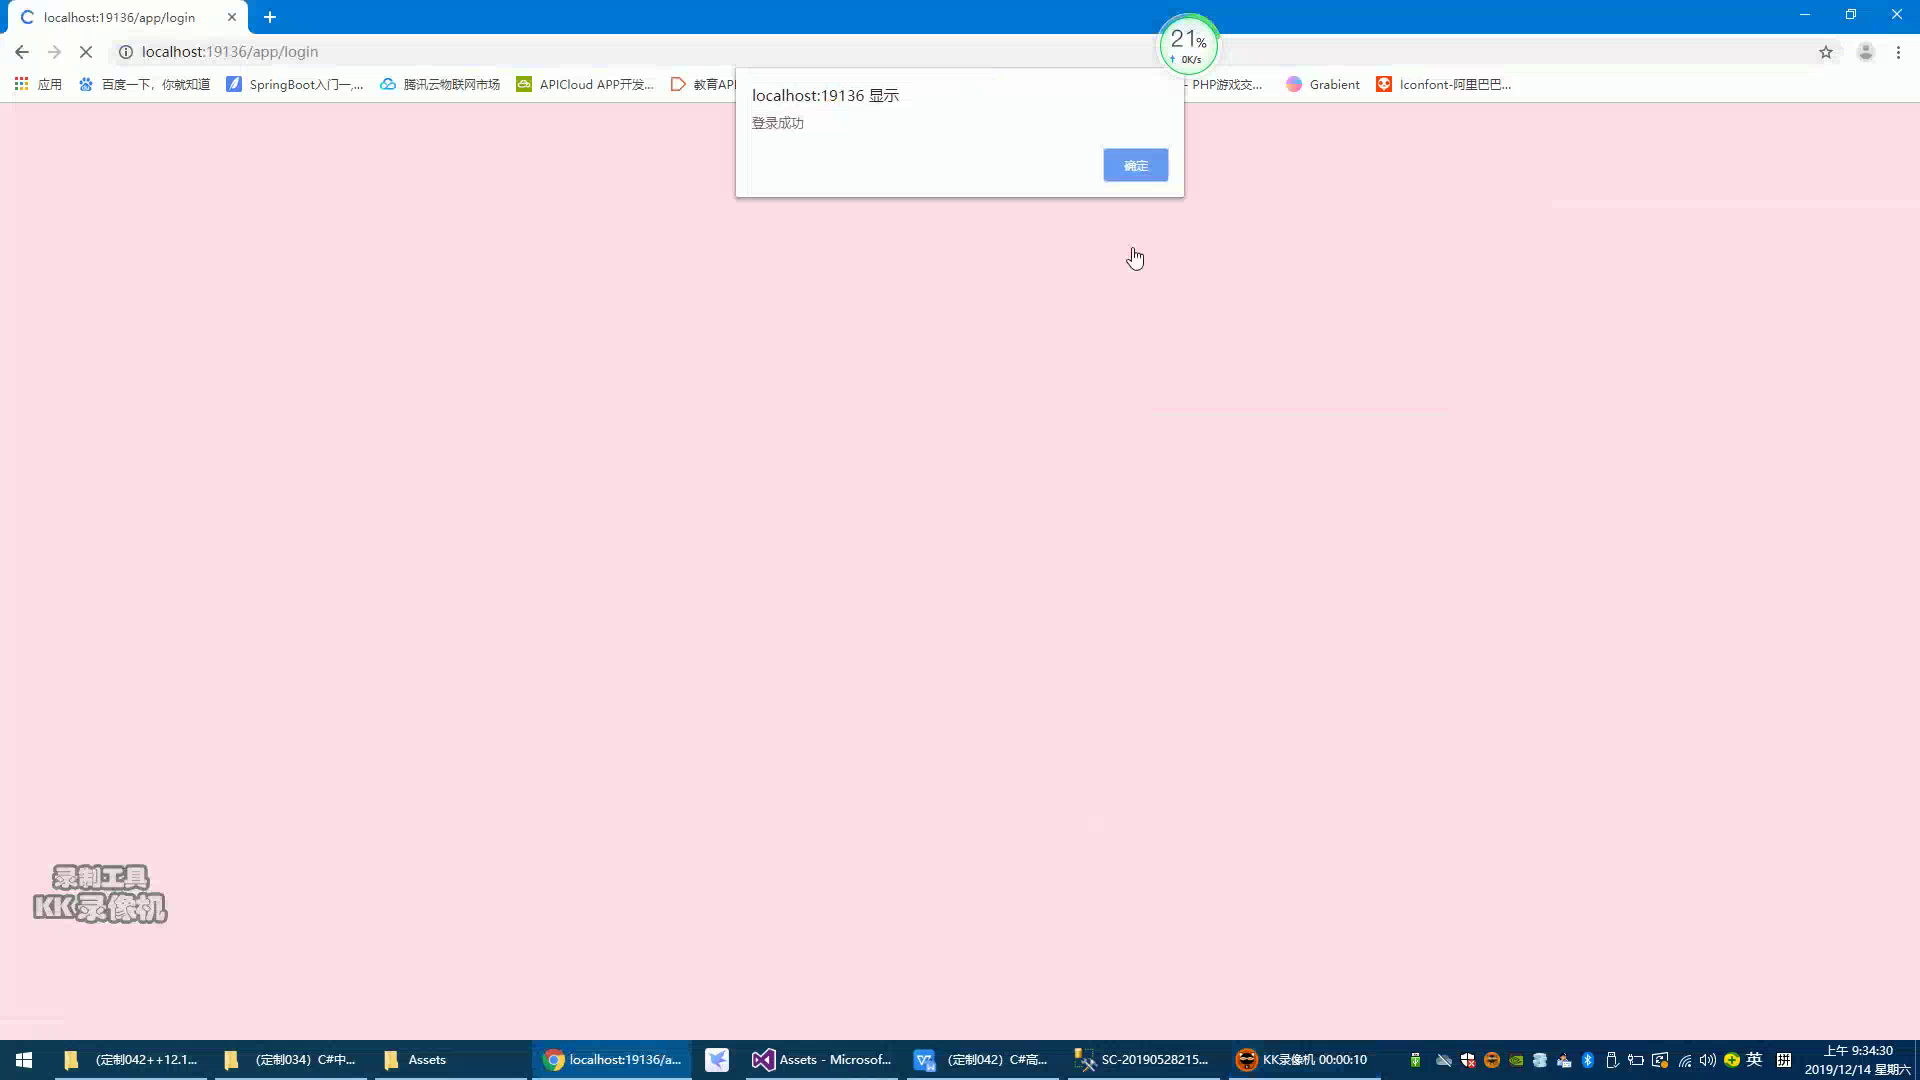 localhost:19136/app/login
localhost:19136/app/login
21%
0K/s
应用
百度一下，你就知道
SpringBoot入门一,...
腾讯云物联网市场
APICloud APP开发...
教育API
- PHP游戏交...
Grabient
Iconfont-阿里巴巴...
localhost:19136 显示
登录成功
确定
录制工具
KK录像机
(定制042++12.1...
(定制034）C#中...
Assets
localhost:19136/a...
Assets - Microsof...
(定制042）C#高...
SC-20190528215...
KK录像机 00:00:10
英
拼
上午 9:34:30
2019/12/14 星期六